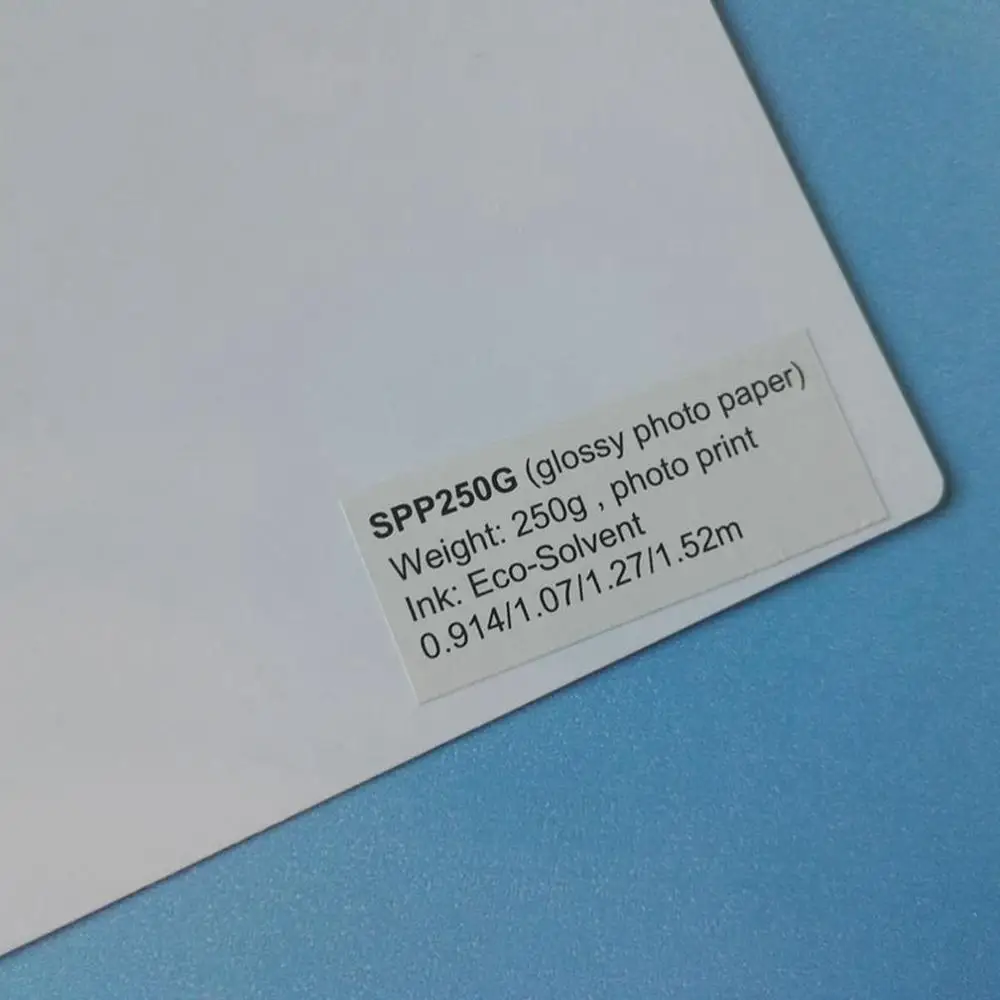 SPP250G (glossy photo paper)
Weight: 250g , photo print
Ink: Eco-Solvent
0.914/1.07/1.27/1.52m